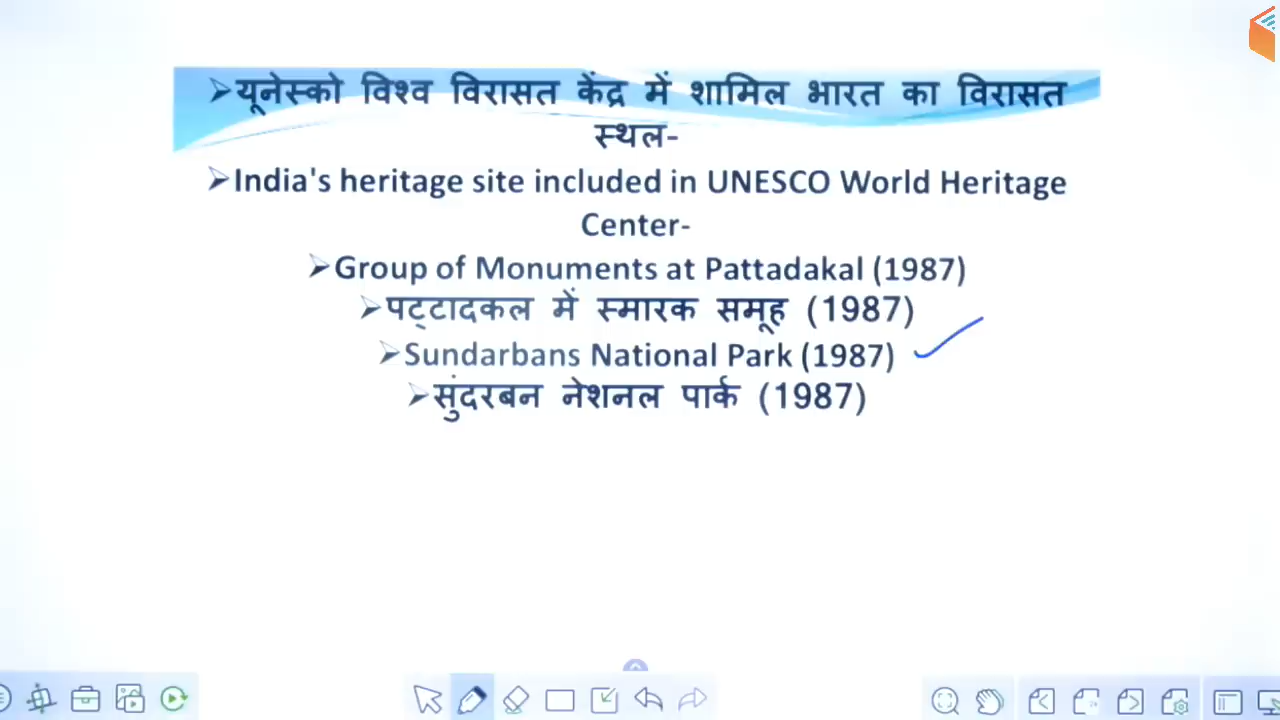 ➢यूनेस्को विश्व विरासत केंद्र में शामिल भारत का विरासत
स्थल-
➢India's heritage site included in UNESCO World Heritage
Center-
➢Group of Monuments at Pattadakal (1987)
➢पट्टादकल में स्मारक समूह (1987)
➢Sundarbans National Park (1987)
➢सुंदरबन नेशनल पार्क (1987)